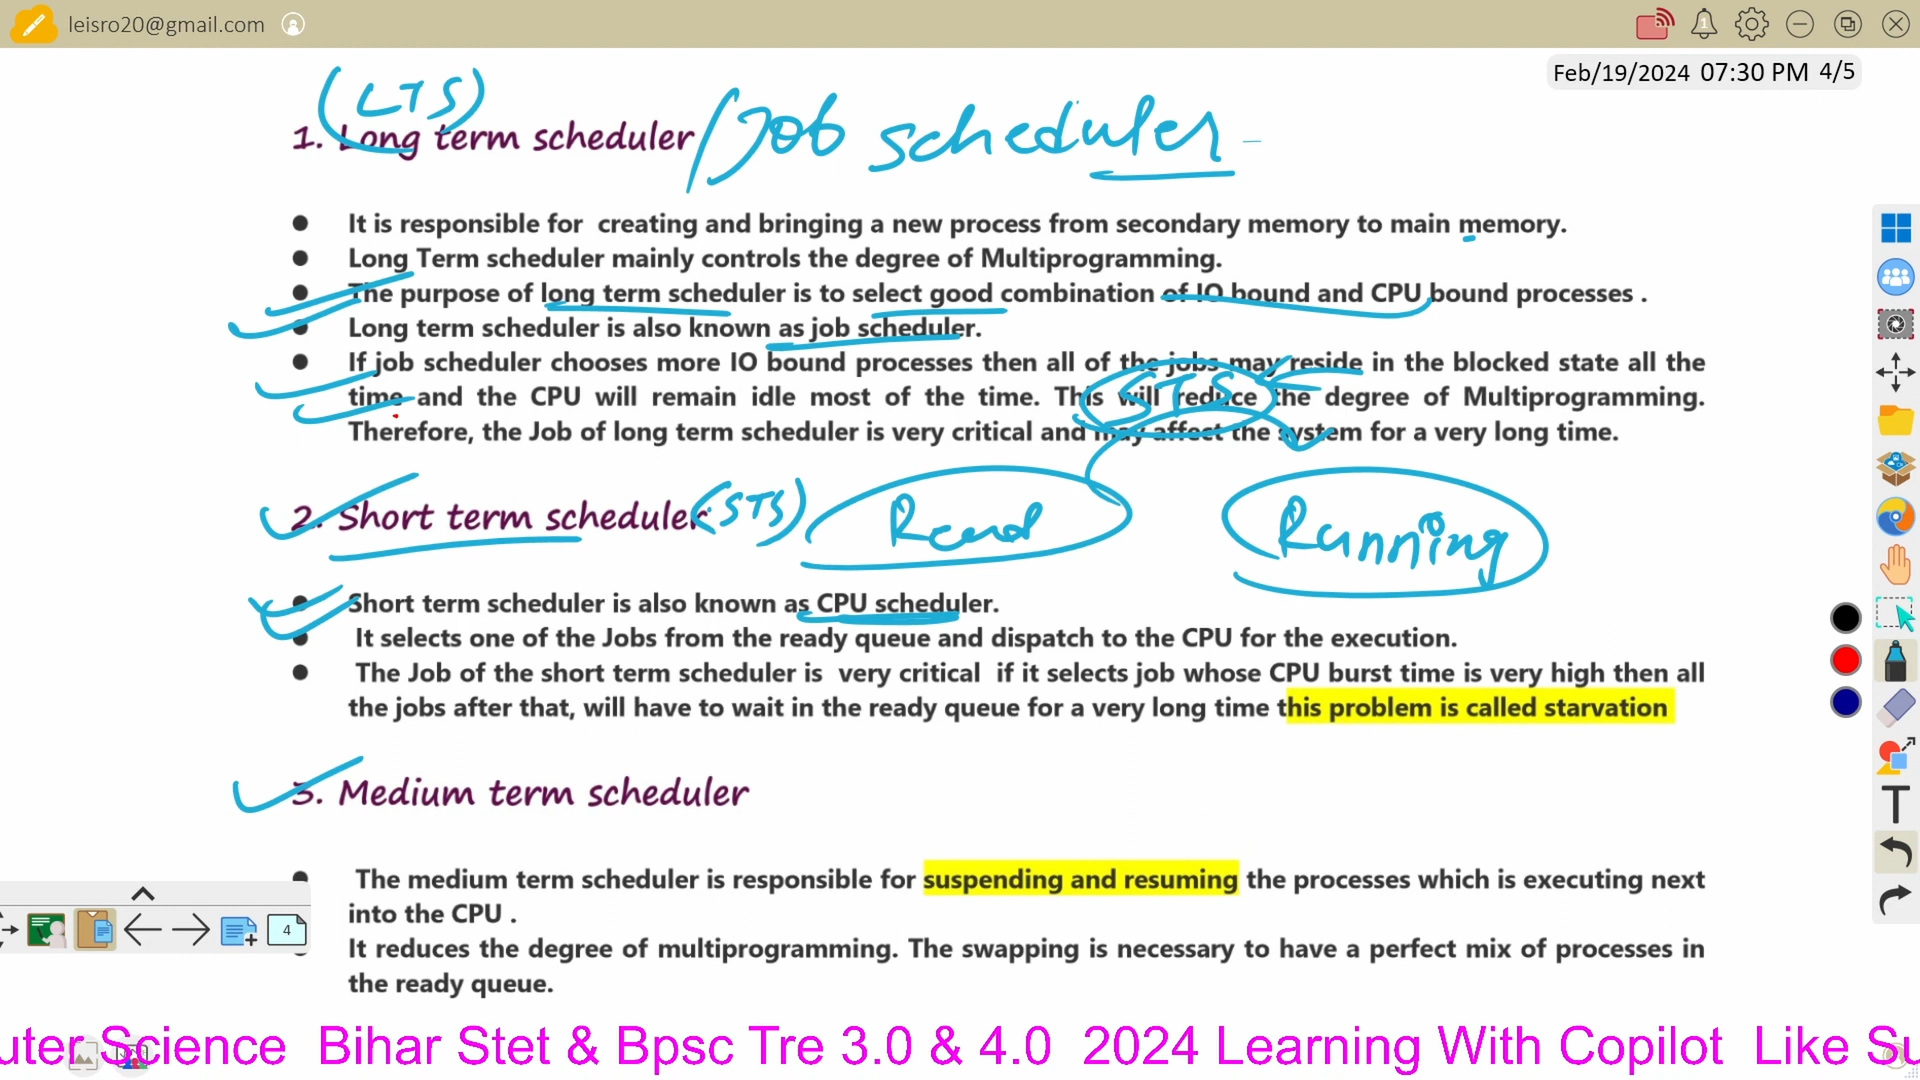 leisro20@gmail.com
Feb/19/2024 07:30 PM 4/5
(LTS)
1. Long term scheduler / Job scheduler -
It is responsible for creating and bringing a new process from secondary memory to main memory.
Long Term scheduler mainly controls the degree of Multiprogramming.
The purpose of long term scheduler is to select good combination of IO bound and CPU bound processes .
Long term scheduler is also known as job scheduler.
If job scheduler chooses more IO bound processes then all of the jobs may reside in the blocked state all the
time and the CPU will remain idle most of the time. This will reduce the degree of Multiprogramming.
STS
Therefore, the Job of long term scheduler is very critical and may affect the system for a very long time.
2. Short term scheduler (STS) Read Running
Short term scheduler is also known as CPU scheduler.
It selects one of the Jobs from the ready queue and dispatch to the CPU for the execution.
The Job of the short term scheduler is very critical if it selects job whose CPU burst time is very high then all
the jobs after that, will have to wait in the ready queue for a very long time this problem is called starvation
3. Medium term scheduler
The medium term scheduler is responsible for suspending and resuming the processes which is executing next
into the CPU .
4
It reduces the degree of multiprogramming. The swapping is necessary to have a perfect mix of processes in
the ready queue.
uter Science Bihar Stet & Bpsc Tre 3.0 & 4.0 2024 Learning With Copilot Like Su